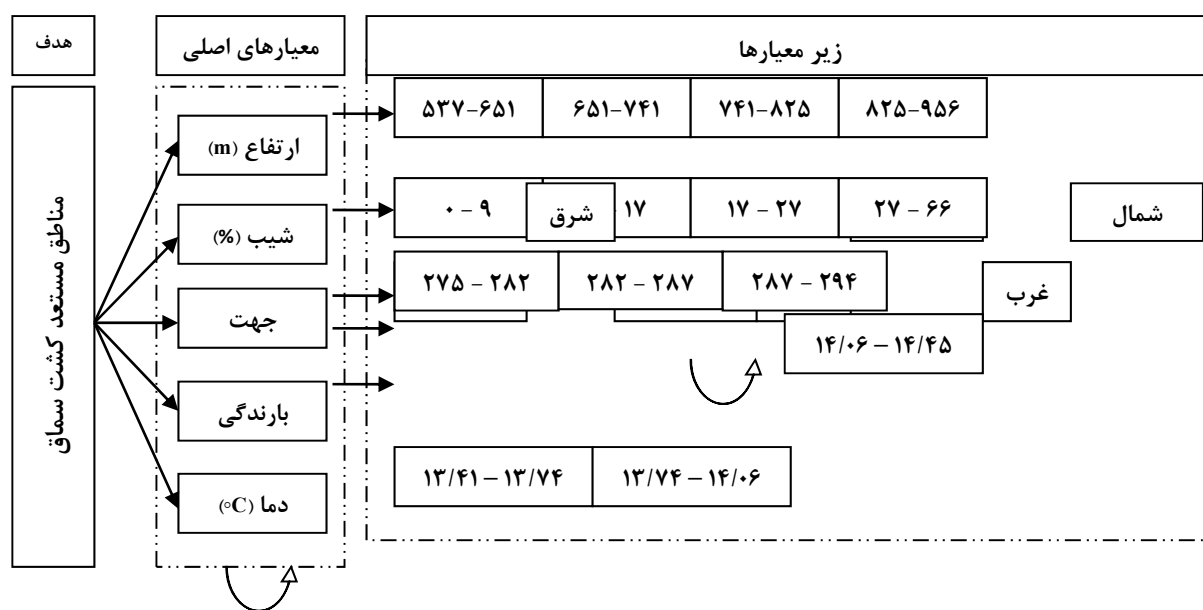 هدف
معیارهای اصلی
زیر معیارها
مناطق مستعد کشت سماق
ارتفاع (m)
۵۳۷-۶۵۱
۶۵۱-۷۴۱
۷۴۱-۸۲۵
۸۲۵-۹۵۶
شیب (%)
۰ - ۹
شرق
۱۷
۱۷ - ۲۷
۲۷ - ۶۶
شمال
جهت
۲۷۵ - ۲۸۲
۲۸۲ - ۲۸۷
۲۸۷ - ۲۹۴
غرب
۱۴/۰۶ - ۱۴/۴۵
بارندگی
۱۳/۴۱ - ۱۳/۷۴
۱۳/۷۴ - ۱۴/۰۶
دما (°C)